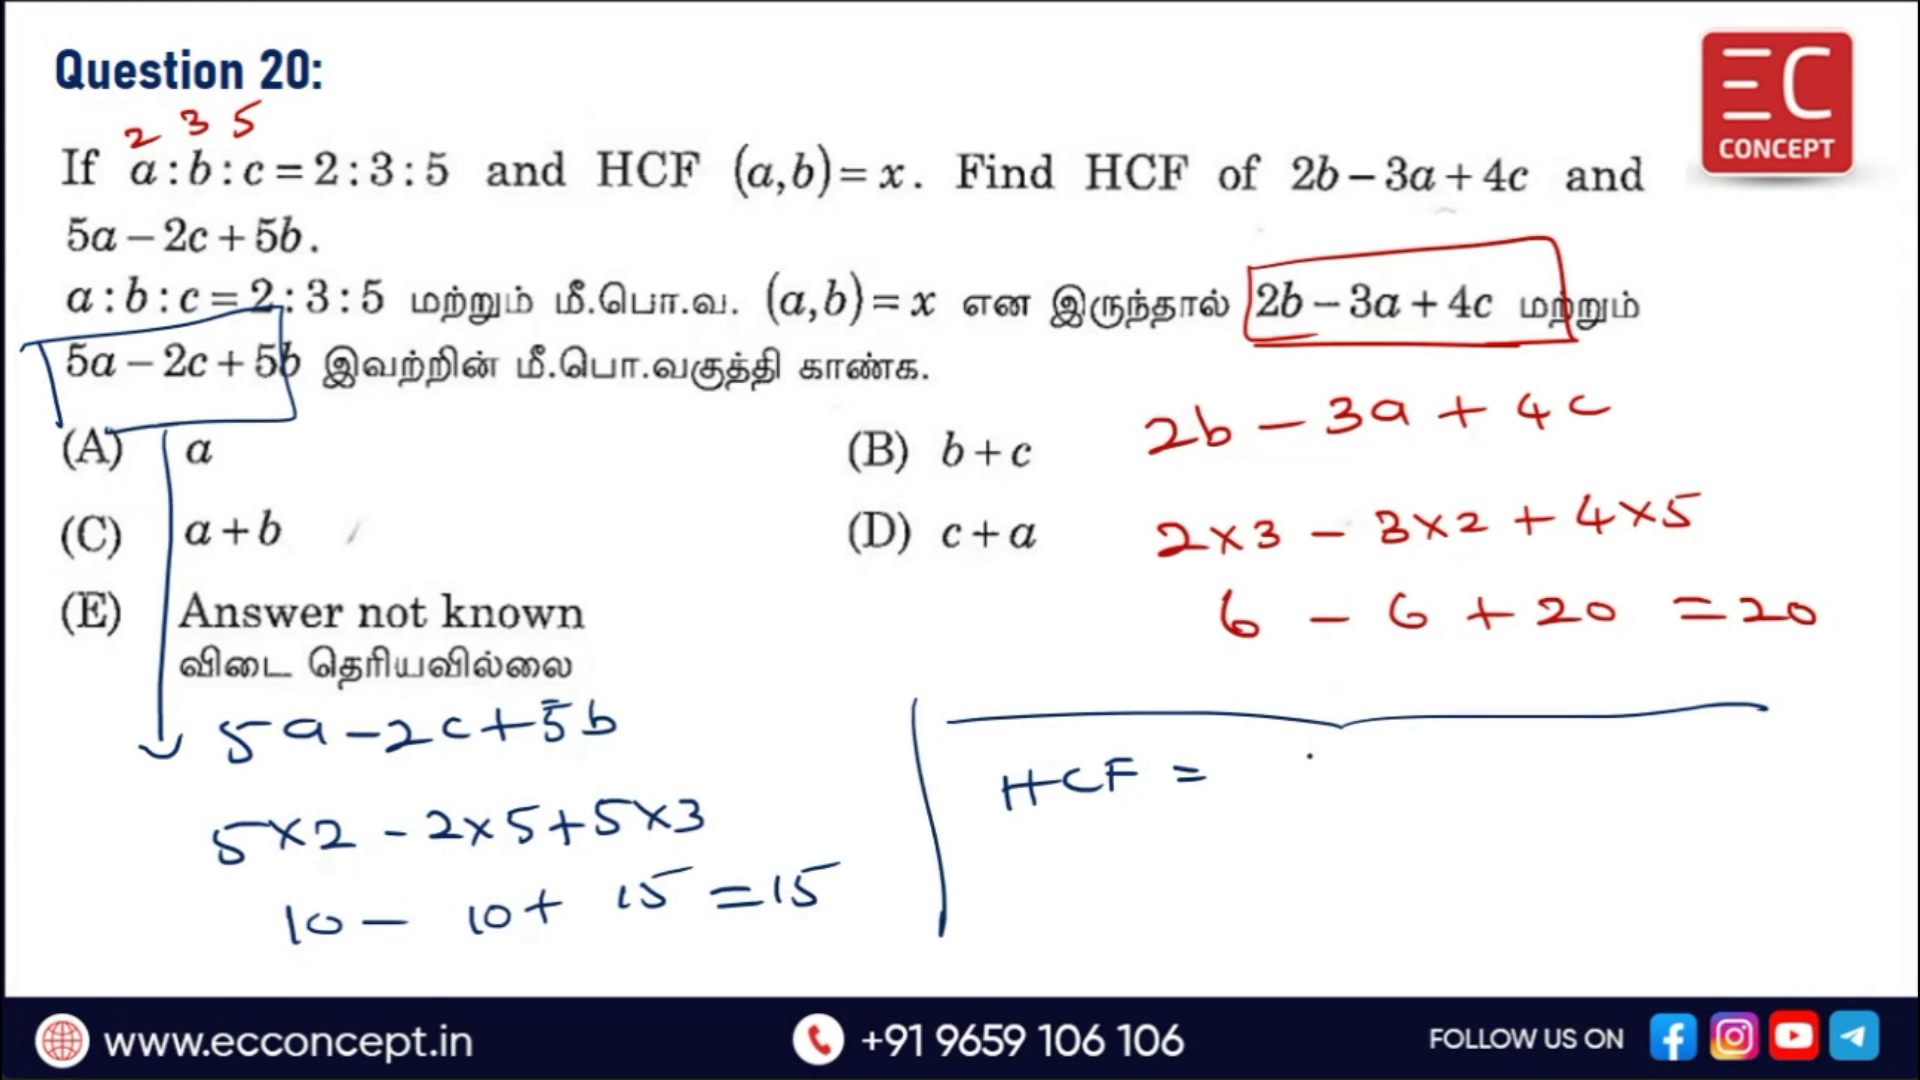 Question 20:
2 3 5
If a : b : c = 2 : 3 : 5 and HCF (a, b) = x. Find HCF of 2b – 3a + 4c and
5a – 2c + 5b.
a : b : c = 2 : 3 : 5 மற்றும் மீ.பொ.வ. (a, b) = x என இருந்தால் 2b – 3a + 4c மற்றும்
5a – 2c + 5b இவற்றின் மீ.பொ.வகுத்தி காண்க.
(A) a
(B) b + c
(C) a + b
(D) c + a
(E) Answer not known
விடை தெரியவில்லை
2b – 3a + 4c
2×3 – 3×2 + 4×5
6 – 6 + 20 = 20
5a – 2c + 5b
5×2 – 2×5 + 5×3
10 – 10 + 15 = 15
HCF =
EC
CONCEPT
www.ecconcept.in
+91 9659 106 106
FOLLOW US ON